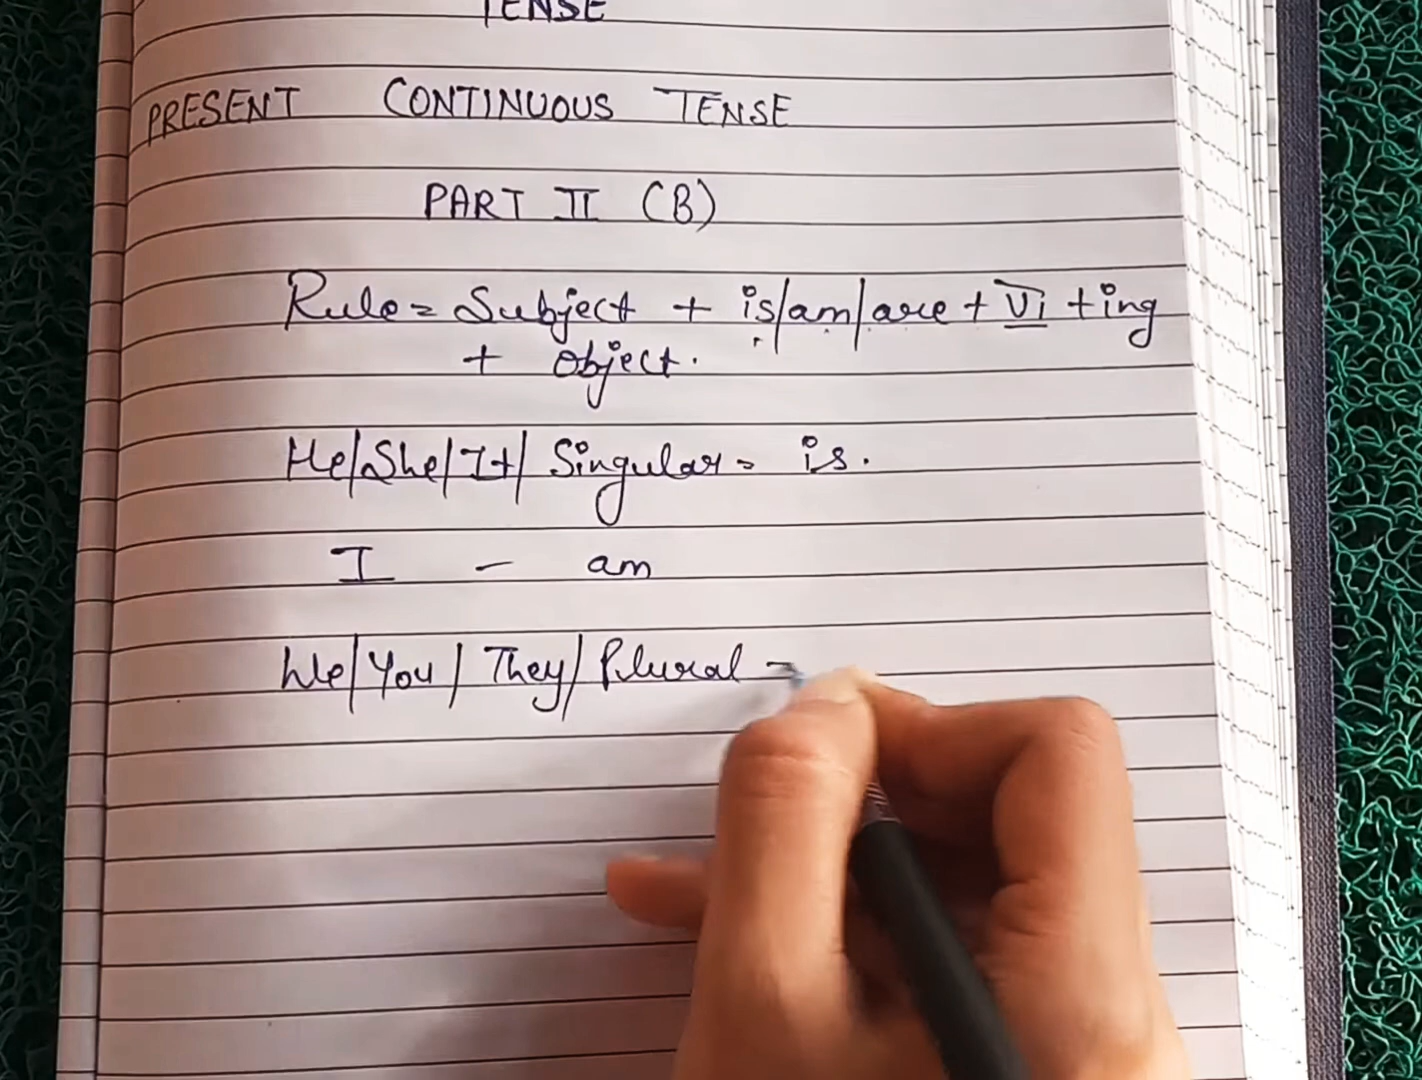 TENSE
PRESENT CONTINUOUS TENSE
PART II (B)
Rule = Subject + is/am/are + V1 + ing
+ object.
He/She/It/ Singular = is.
I - am
We/You/They/Plural -